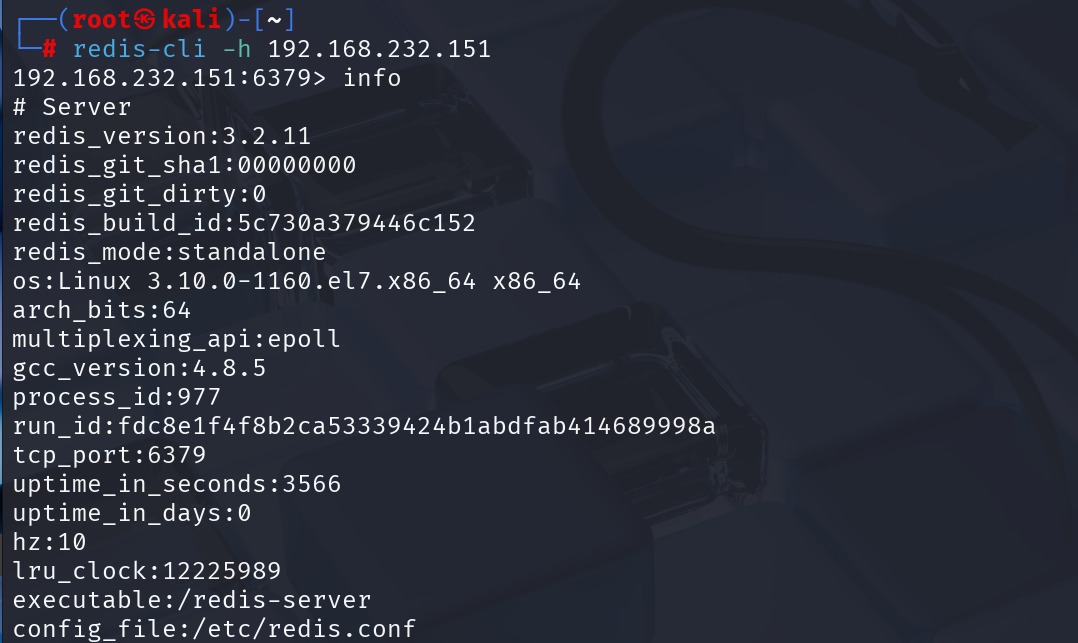 ┌──(root㉿kali)-[~]
└─# redis-cli -h 192.168.232.151
192.168.232.151:6379> info
# Server
redis_version:3.2.11
redis_git_sha1:00000000
redis_git_dirty:0
redis_build_id:5c730a379446c152
redis_mode:standalone
os:Linux 3.10.0-1160.el7.x86_64 x86_64
arch_bits:64
multiplexing_api:epoll
gcc_version:4.8.5
process_id:977
run_id:fdc8e1f4f8b2ca53339424b1abdfab414689998a
tcp_port:6379
uptime_in_seconds:3566
uptime_in_days:0
hz:10
lru_clock:12225989
executable:/redis-server
config_file:/etc/redis.conf